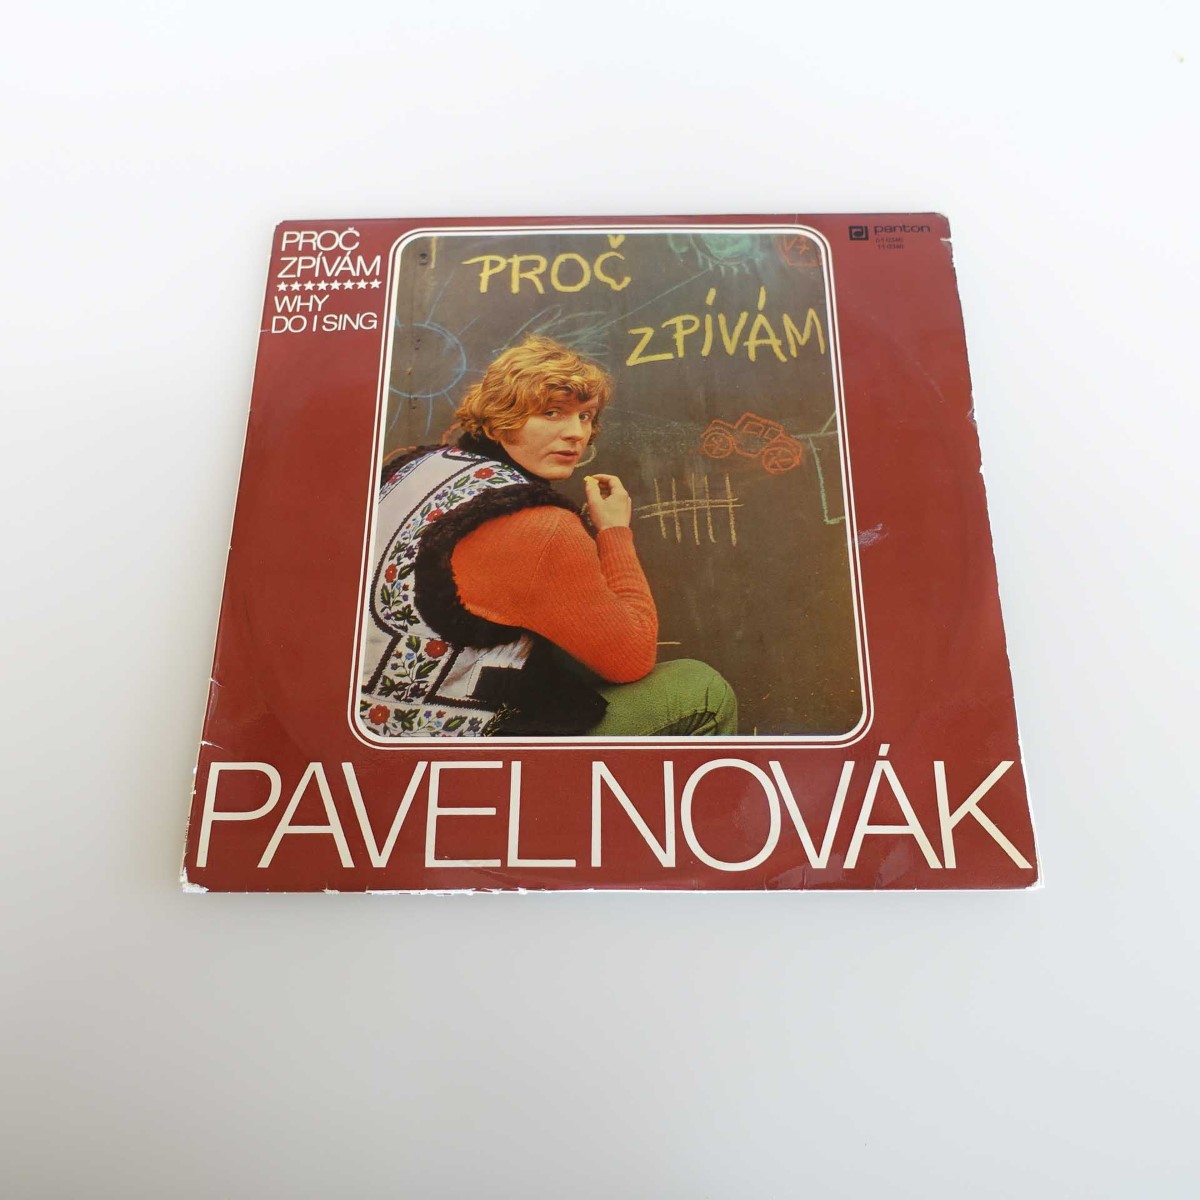 PROČ
ZPÍVÁM
★★★★★★★★
WHY
DO I SING
panton
PROČ
ZPÍVÁM
PAVEL NOVÁK